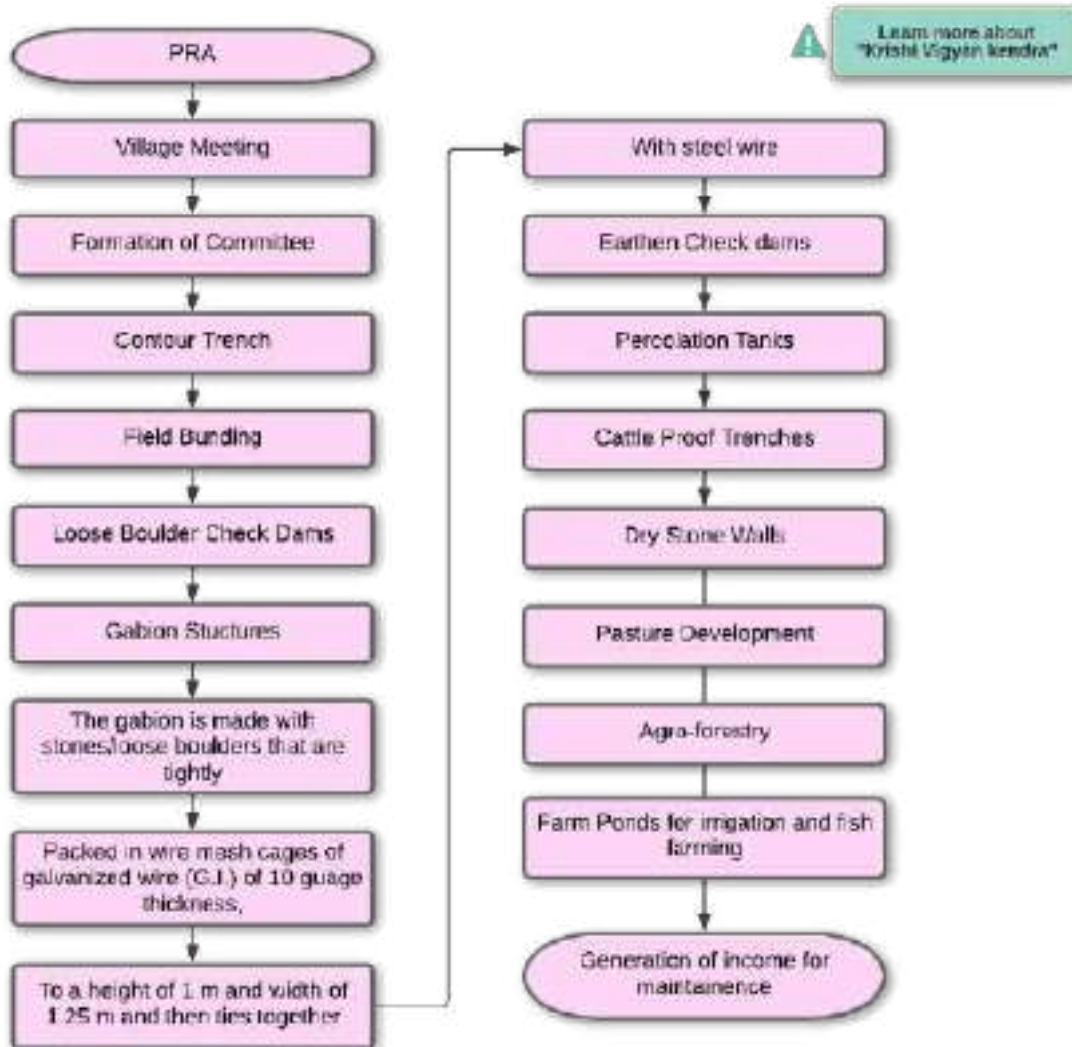 Learn more about
"Krishi Vigyan kendra"
PRA
Village Meeting
Formation of Committee
Contour Trench
Field Bunding
Loose Boulder Check Dams
Gabion Stuctures
The gabion is made with
stones/loose boulders that are
tightly
Packed in wire mesh cages of
galvanized wire (G.I.) of 10 guage
thickness,
To a height of 1 m and width of
1.25 m and then ties together
With steel wire
Earthen Check dams
Percolation Tanks
Cattle Proof Trenches
Dry Stone Walls
Pasture Development
Agro-forestry
Farm Ponds for irrigation and fish
farming
Generation of income for
maintainence